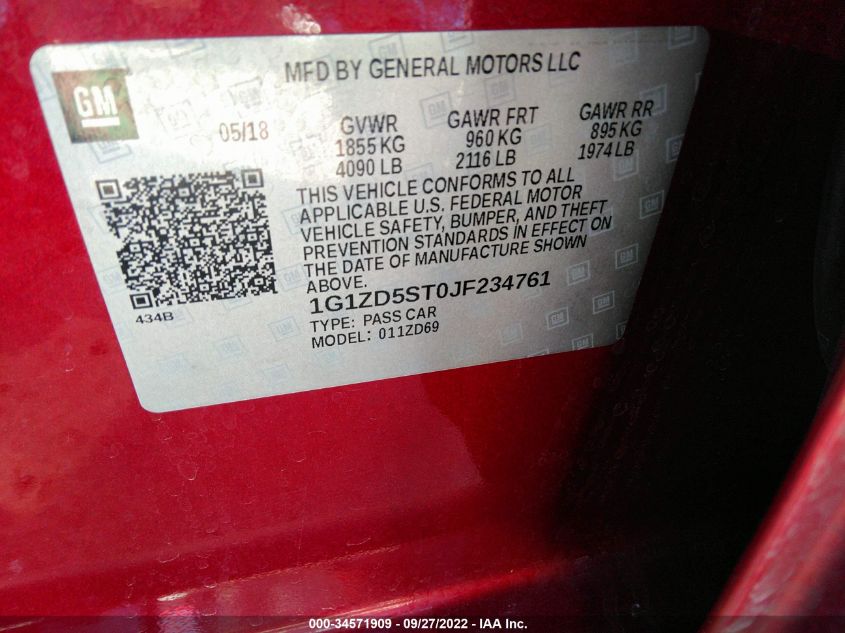 MFD BY GENERAL MOTORS LLC
GM
05/18
GVWR
1855 KG
4090 LB
GAWR FRT
960 KG
2116 LB
GAWR RR
895 KG
1974 LB
THIS VEHICLE CONFORMS TO ALL
APPLICABLE U.S. FEDERAL MOTOR
VEHICLE SAFETY, BUMPER, AND THEFT
PREVENTION STANDARDS IN EFFECT ON
THE DATE OF MANUFACTURE SHOWN
ABOVE.
434B
1G1ZD5ST0JF234761
TYPE: PASS CAR
MODEL: 011ZD69
000-34571909 - 09/27/2022 - IAA Inc.